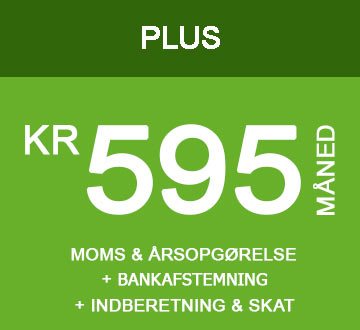 PLUS
KR 595 MÅNED
MOMS & ÅRSOPGØRELSE
+ BANKAFSTEMNING
+ INDBERETNING & SKAT